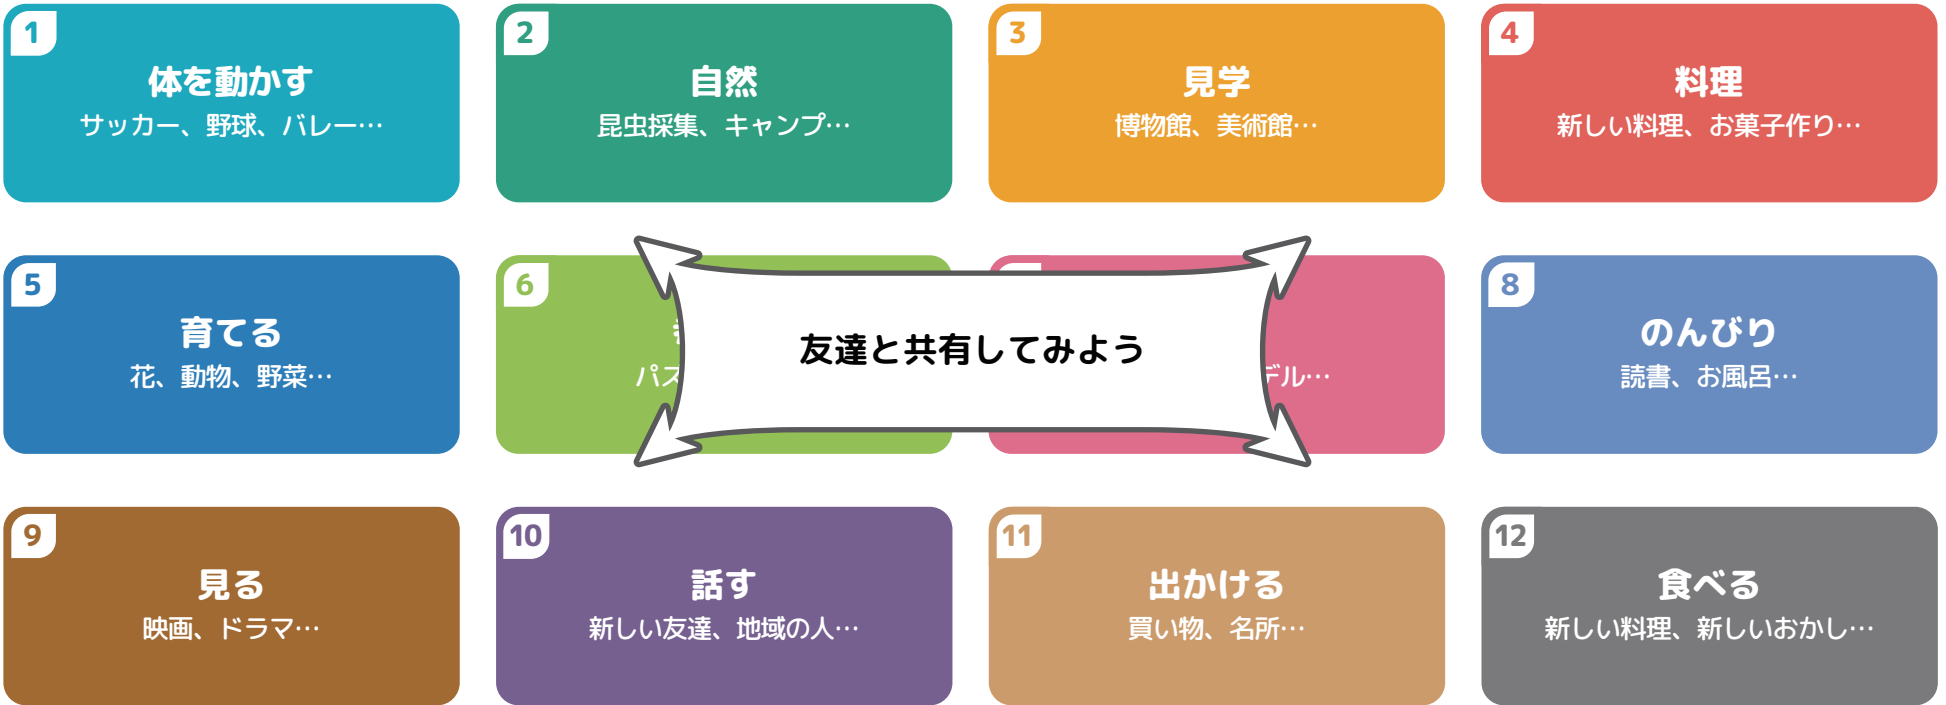 1
体を動かす
サッカー、野球、バレー…
2
自然
昆虫採集、キャンプ…
3
見学
博物館、美術館…
4
料理
新しい料理、お菓子作り…
5
育てる
花、動物、野菜…
6
パス
友達と共有してみよう
デル…
8
のんびり
読書、お風呂…
9
見る
映画、ドラマ…
10
話す
新しい友達、地域の人…
11
出かける
買い物、名所…
12
食べる
新しい料理、新しいおかし…